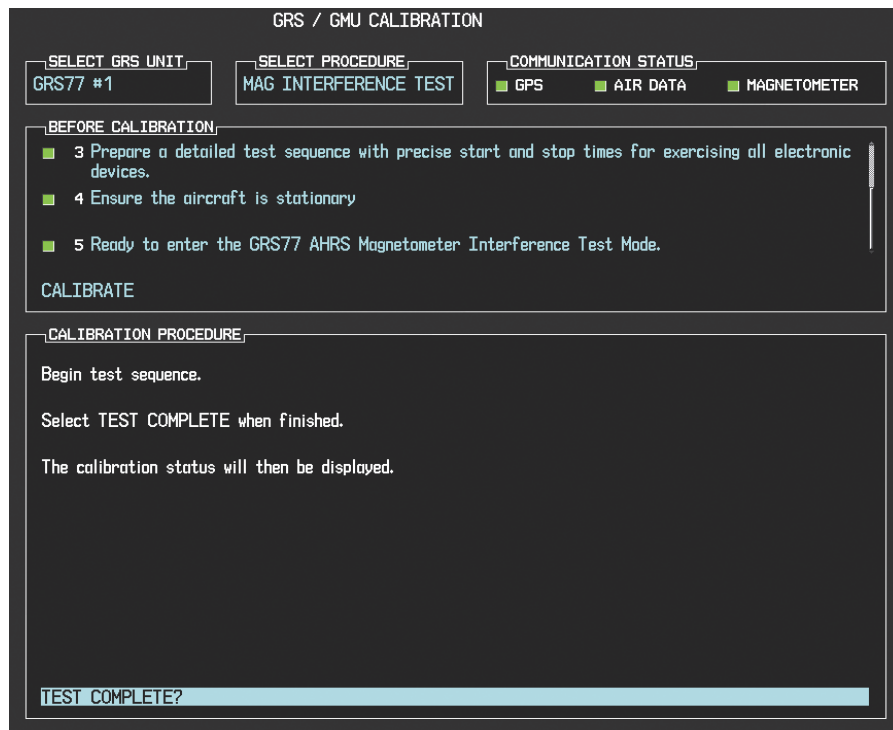 GRS / GMU CALIBRATION
SELECT GRS UNIT
GRS77 #1
SELECT PROCEDURE
MAG INTERFERENCE TEST
COMMUNICATION STATUS
GPS AIR DATA MAGNETOMETER
BEFORE CALIBRATION
3 Prepare a detailed test sequence with precise start and stop times for exercising all electronic
devices.
4 Ensure the aircraft is stationary
5 Ready to enter the GRS77 AHRS Magnetometer Interference Test Mode.
CALIBRATE
CALIBRATION PROCEDURE
Begin test sequence.
Select TEST COMPLETE when finished.
The calibration status will then be displayed.
TEST COMPLETE?